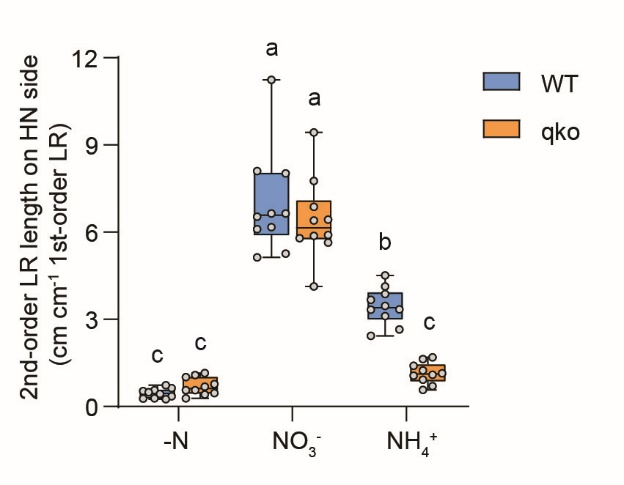 2nd-order LR length on HN side
(cm cm⁻¹ 1st-order LR)
12
9
6
3
0
a
a
b
c
c
c
WT
qko
-N
NO₃⁻
NH₄⁺